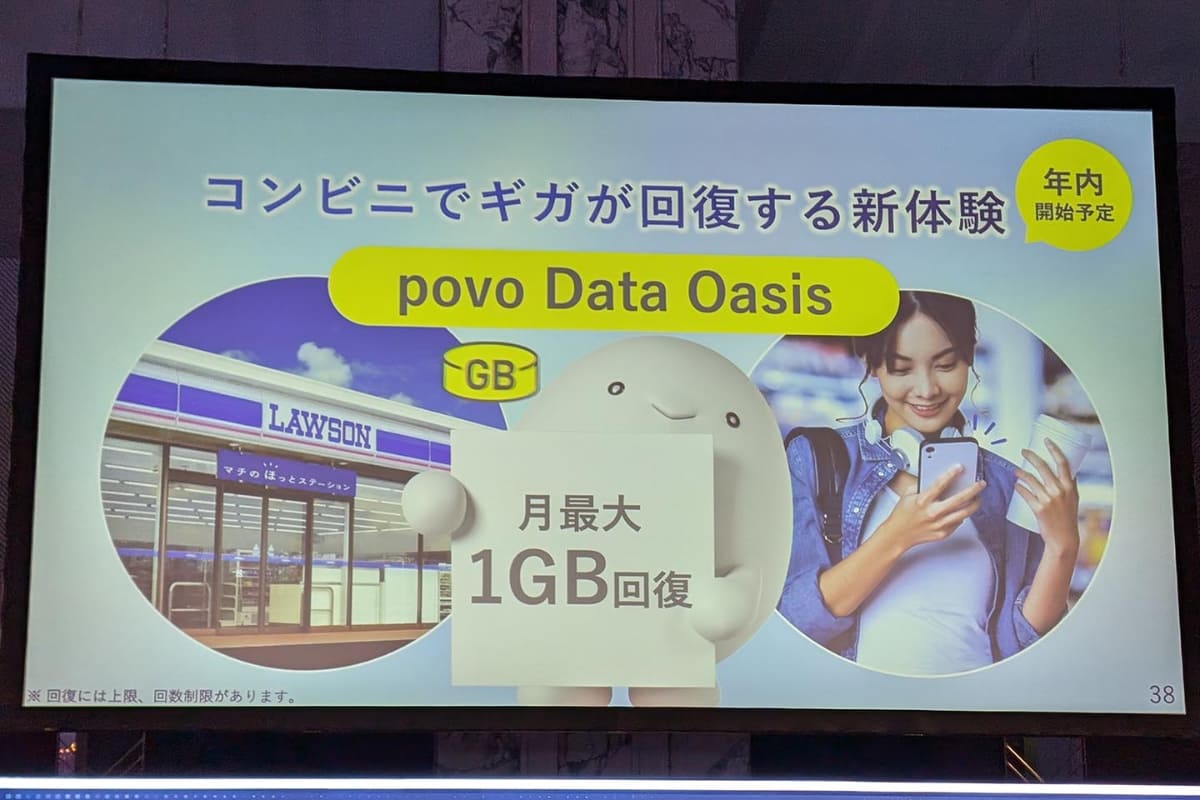 コンビニでギガが回復する新体験
年内
開始予定
povo Data Oasis
GB
LAWSON
マチのほっとステーション
月最大
1GB回復
※ 回復には上限、回数制限があります。
38